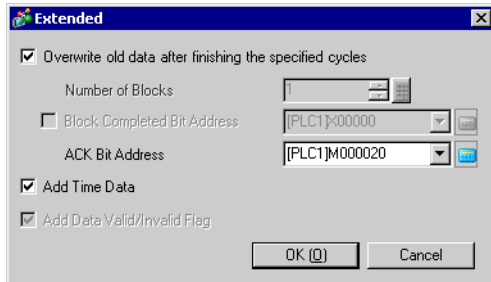 Extended
Overwrite old data after finishing the specified cycles
Number of Blocks 1
Block Completed Bit Address [PLC1]X00000
ACK Bit Address [PLC1]M000020
Add Time Data
Add Data Valid/Invalid Flag
OK (O) Cancel